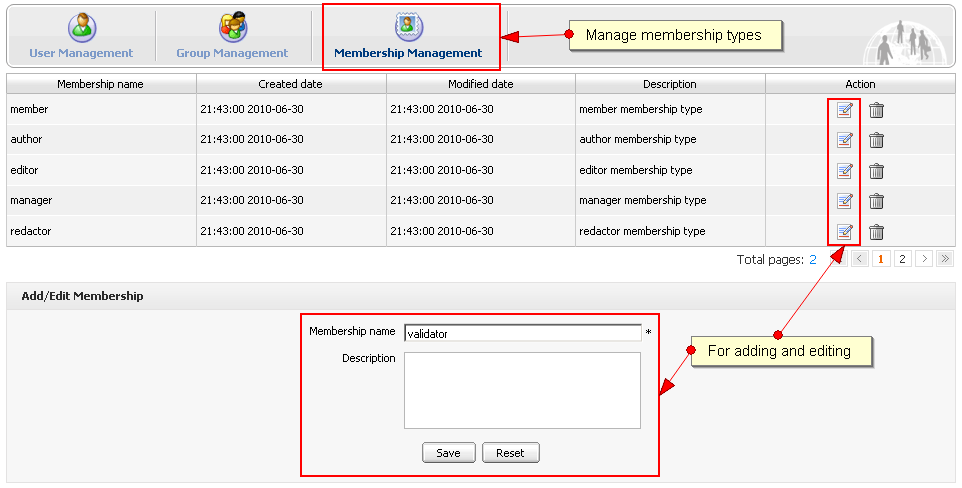 User Management Group Management Membership Management Manage membership types
Membership name Created date Modified date Description Action
member 21:43:00 2010-06-30 21:43:00 2010-06-30 member membership type
author 21:43:00 2010-06-30 21:43:00 2010-06-30 author membership type
editor 21:43:00 2010-06-30 21:43:00 2010-06-30 editor membership type
manager 21:43:00 2010-06-30 21:43:00 2010-06-30 manager membership type
redactor 21:43:00 2010-06-30 21:43:00 2010-06-30 redactor membership type
Total pages: 2 < 1 2 > »
Add/Edit Membership
Membership name validator *
Description
For adding and editing
Save Reset